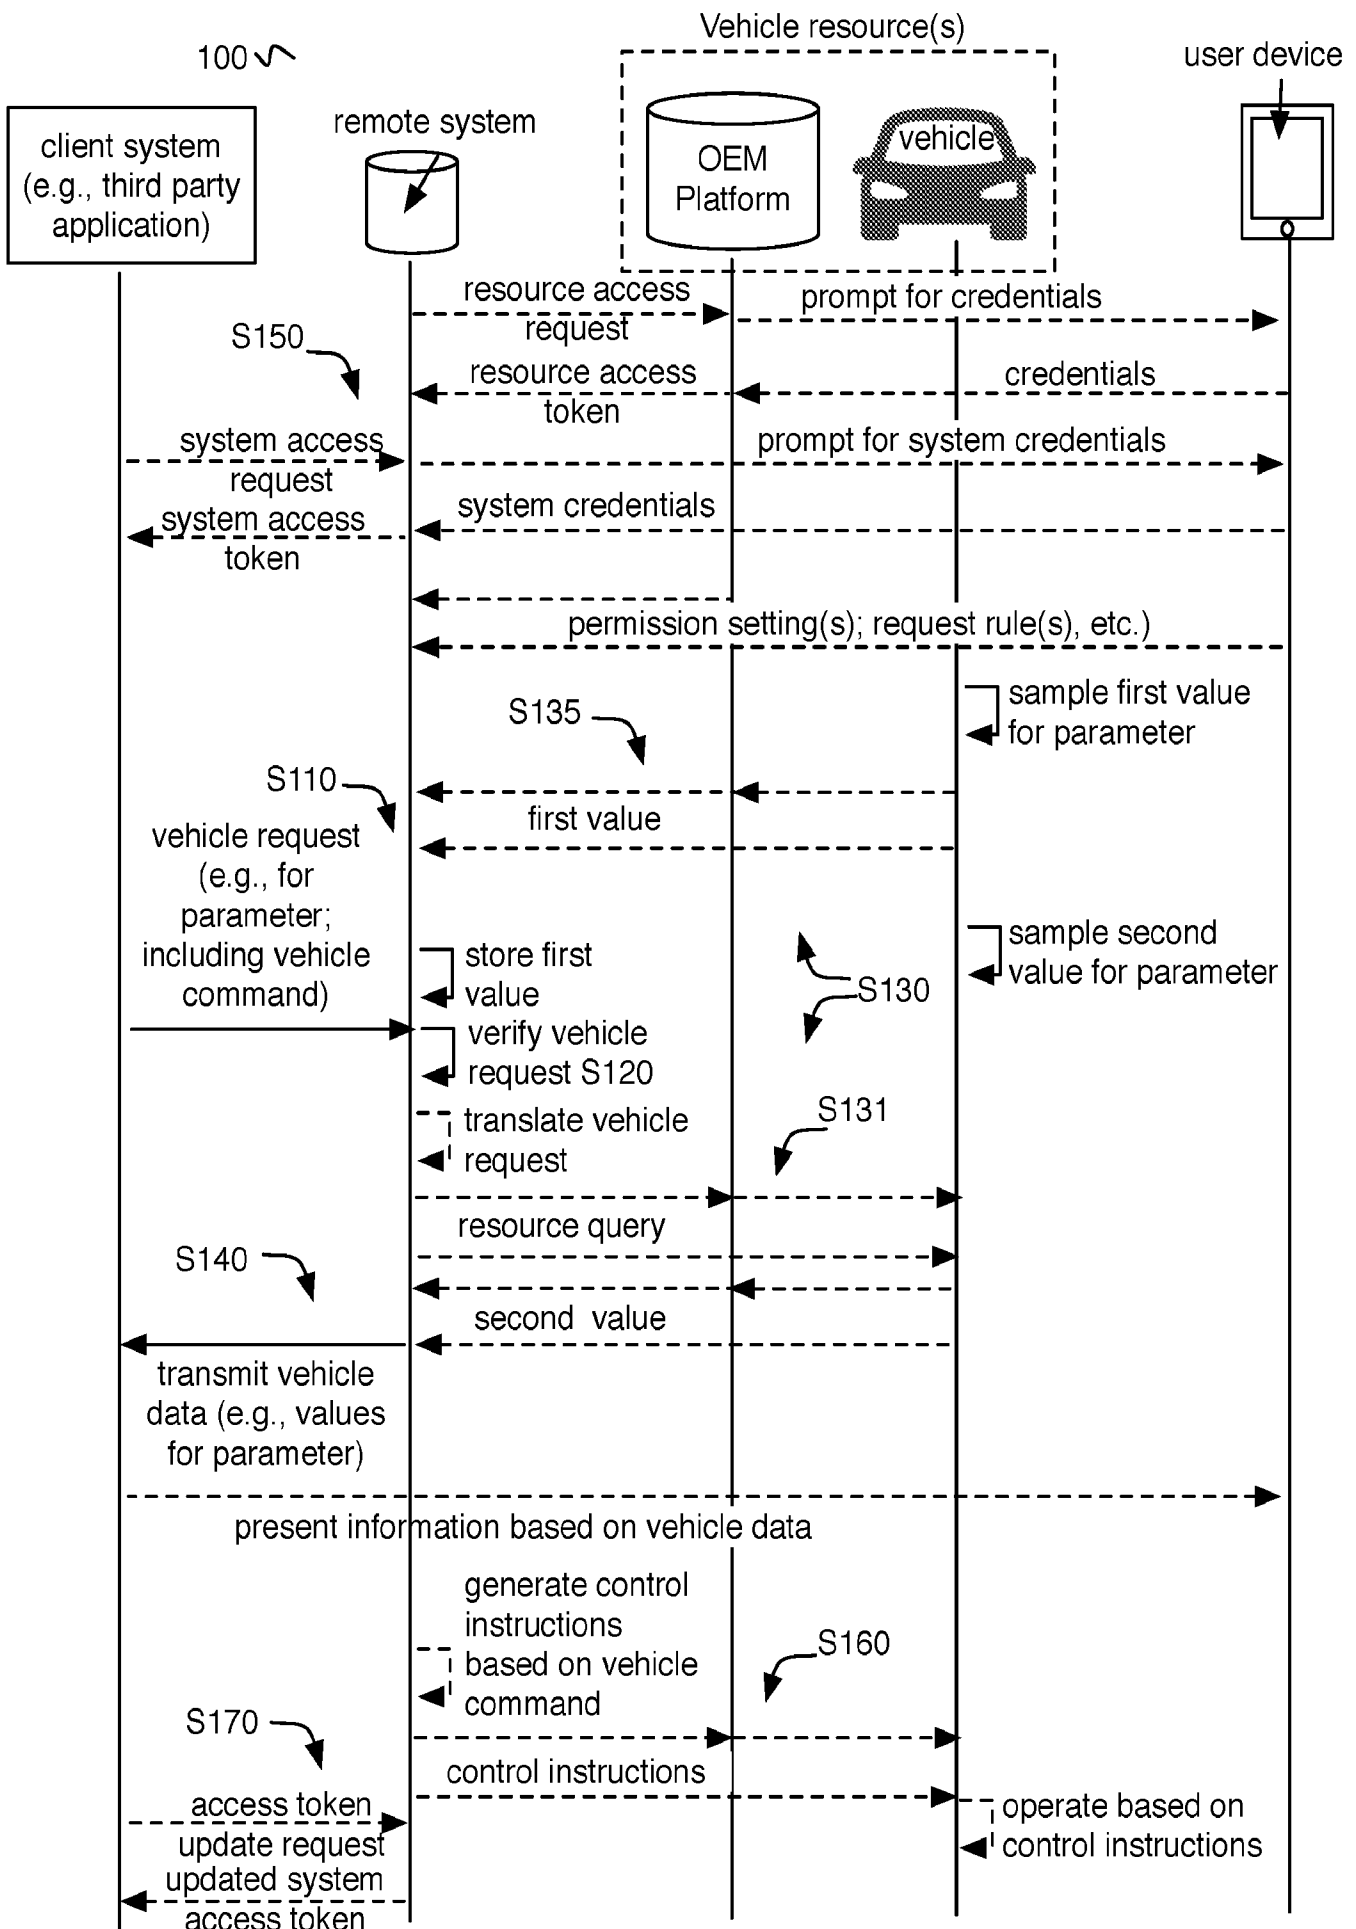 Vehicle resource(s)
100
user device
remote system
client system
(e.g., third party
application)
OEM
Platform
vehicle
resource access
request
prompt for credentials
S150
resource access
token
credentials
system access
request
prompt for system credentials
system access
token
system credentials
permission setting(s); request rule(s), etc.)
sample first value
for parameter
S135
S110
first value
vehicle request
(e.g., for
parameter;
including vehicle
command)
sample second
value for parameter
store first
value
S130
verify vehicle
request S120
S131
translate vehicle
request
resource query
S140
second value
transmit vehicle
data (e.g., values
for parameter)
present information based on vehicle data
generate control
instructions
based on vehicle
command
S160
S170
control instructions
access token
update request
operate based on
control instructions
updated system
access token